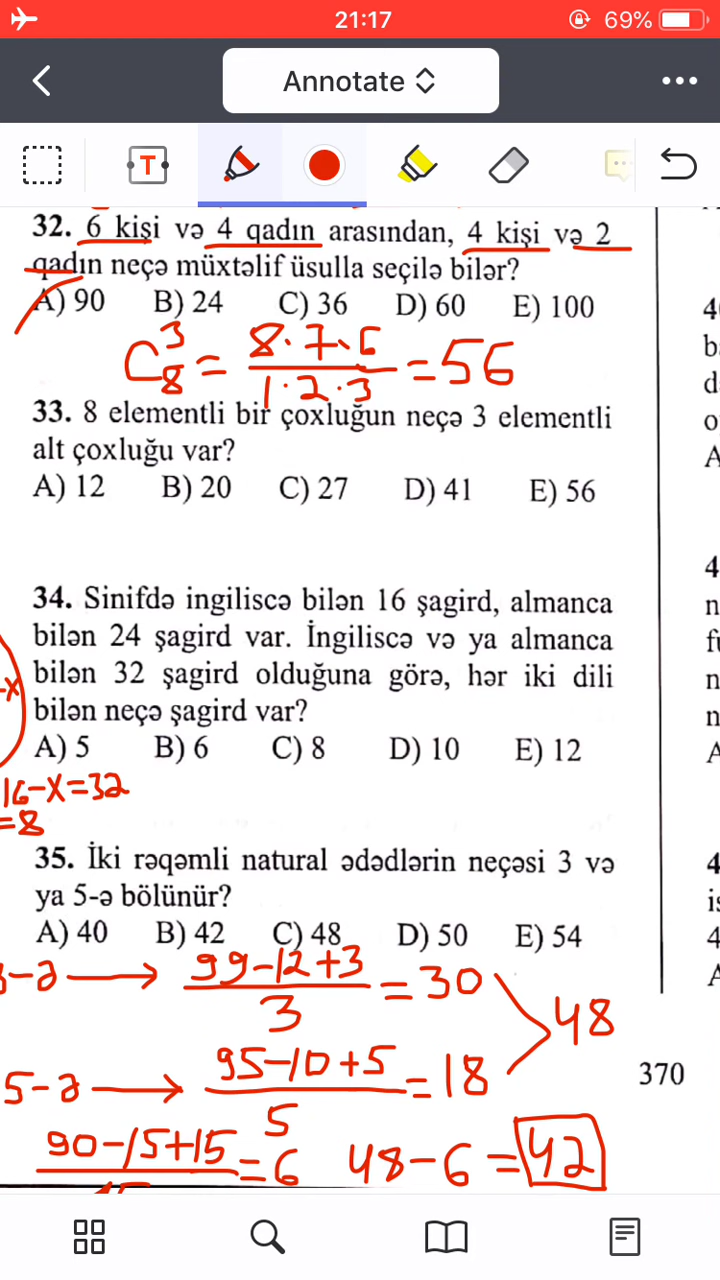 21:17
69%
Annotate
T
32. 6 kişi və 4 qadın arasından, 4 kişi və 2
qadın neçə müxtəlif üsulla seçilə bilər?
A) 90 B) 24 C) 36 D) 60 E) 100
C₈³ = 8·7·6 / 1·2·3 = 56
33. 8 elementli bir çoxluğun neçə 3 elementli
alt çoxluğu var?
A) 12 B) 20 C) 27 D) 41 E) 56
34. Sinifdə ingiliscə bilən 16 şagird, almanca
bilən 24 şagird var. İngiliscə və ya almanca
bilən 32 şagird olduğuna görə, hər iki dili
bilən neçə şagird var?
A) 5 B) 6 C) 8 D) 10 E) 12
-x
16-x=32
=8
35. İki rəqəmli natural ədədlərin neçəsi 3 və
ya 5-ə bölünür?
A) 40 B) 42 C) 48 D) 50 E) 54
3-ə → 99-12+3 / 3 = 30
48
5-ə → 95-10+5 / 5 = 18
370
90-15+15 / 15 = 6 48-6=42